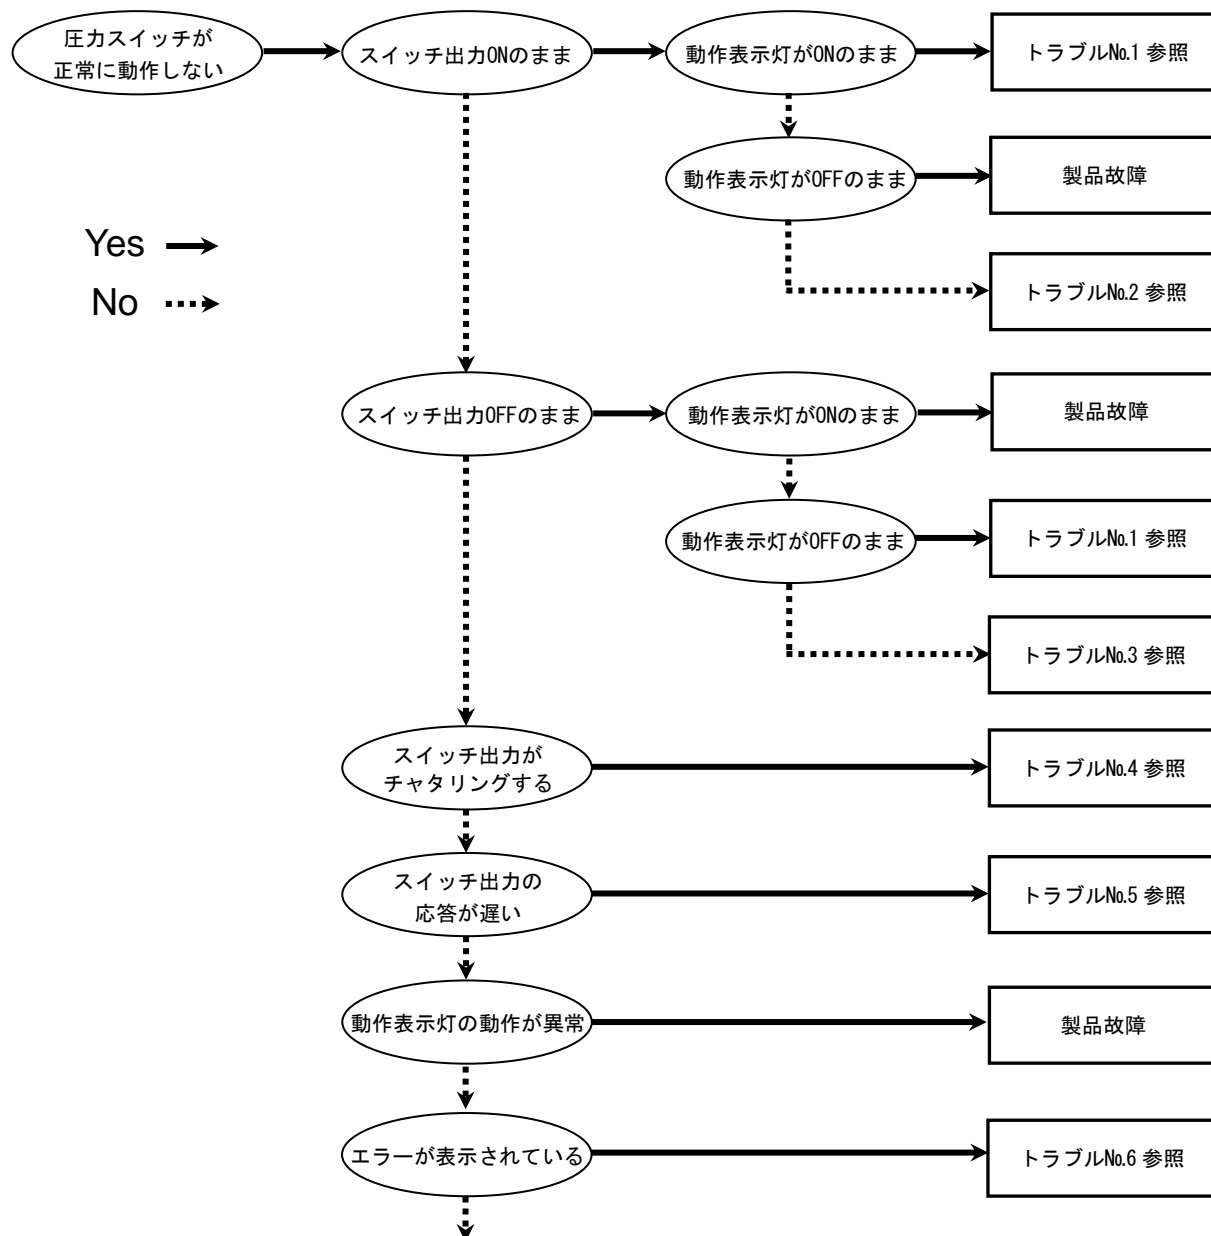 圧力スイッチが
正常に動作しない
スイッチ出力ONのまま
動作表示灯がONのまま
トラブル№1 参照
動作表示灯がOFFのまま
製品故障
Yes
No
トラブル№2 参照
スイッチ出力OFFのまま
動作表示灯がONのまま
製品故障
動作表示灯がOFFのまま
トラブル№1 参照
トラブル№3 参照
スイッチ出力が
チャタリングする
トラブル№4 参照
スイッチ出力の
応答が遅い
トラブル№5 参照
動作表示灯の動作が異常
製品故障
エラーが表示されている
トラブル№6 参照